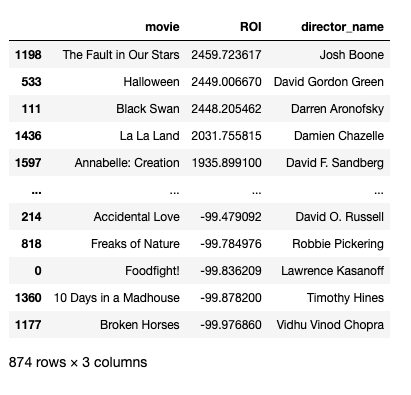 movie ROI director_name
1198 The Fault in Our Stars 2459.723617 Josh Boone
533 Halloween 2449.006670 David Gordon Green
111 Black Swan 2448.205462 Darren Aronofsky
1436 La La Land 2031.755815 Damien Chazelle
1597 Annabelle: Creation 1935.899100 David F. Sandberg
... ... ... ...
214 Accidental Love -99.479092 David O. Russell
818 Freaks of Nature -99.784976 Robbie Pickering
0 Foodfight! -99.836209 Lawrence Kasanoff
1360 10 Days in a Madhouse -99.878200 Timothy Hines
1177 Broken Horses -99.976860 Vidhu Vinod Chopra
874 rows × 3 columns